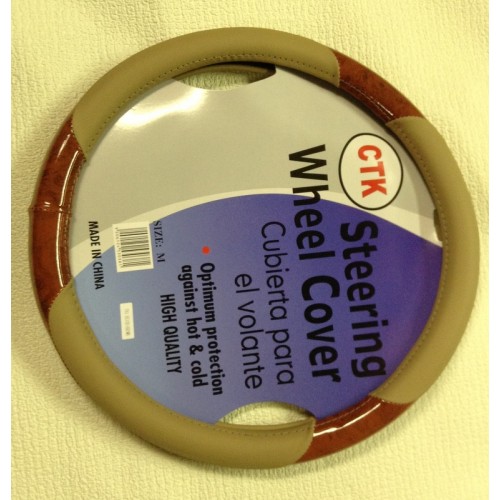 CTK
Steering
Wheel Cover
Cubierta para
el volante
• Optimum protection
against hot & cold
HIGH QUALITY
SIZE: M
MADE IN CHINA